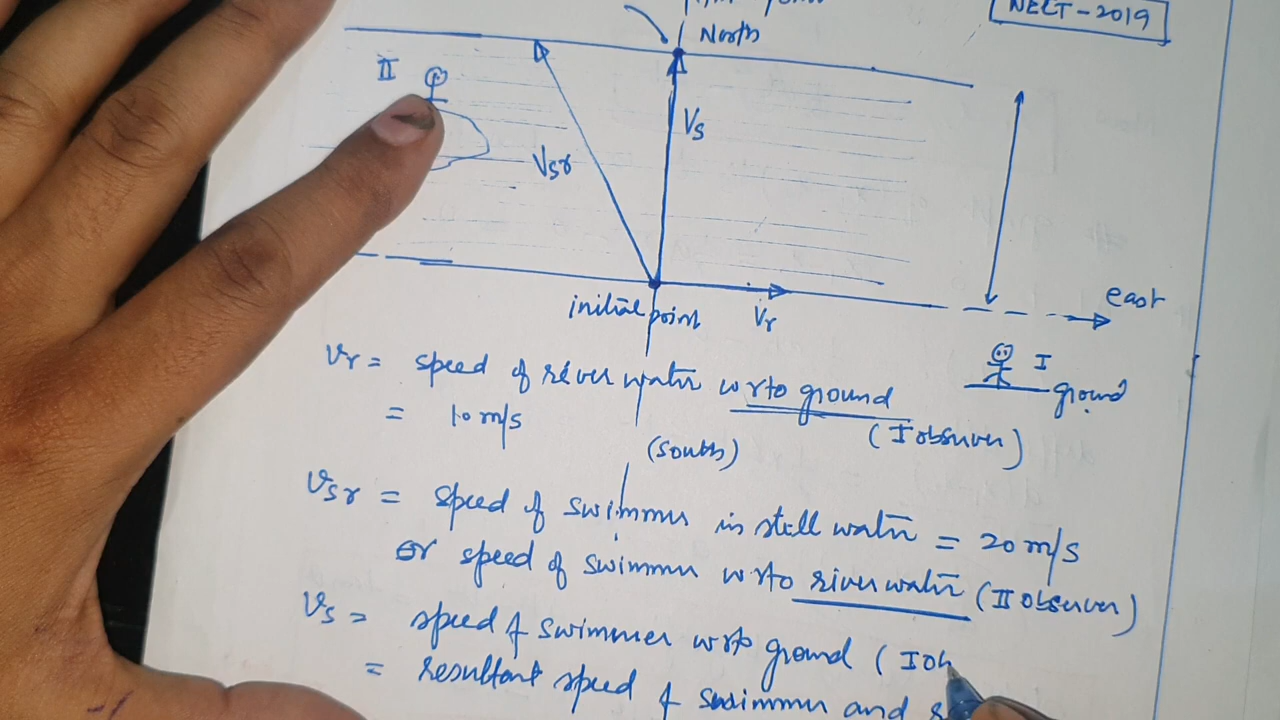 NEET-2019
North
II
Vs
Vsr
east
initial point
Vr
I
ground
Vr = speed of river water w r to ground
= 10 m/s
(I observer)
(South)
Vsr = speed of swimmer in still water = 20 m/s
or speed of swimmer w r to river water (II observer)
Vs = speed of swimmer w r to ground (I ob
= resultant speed of swimmer and